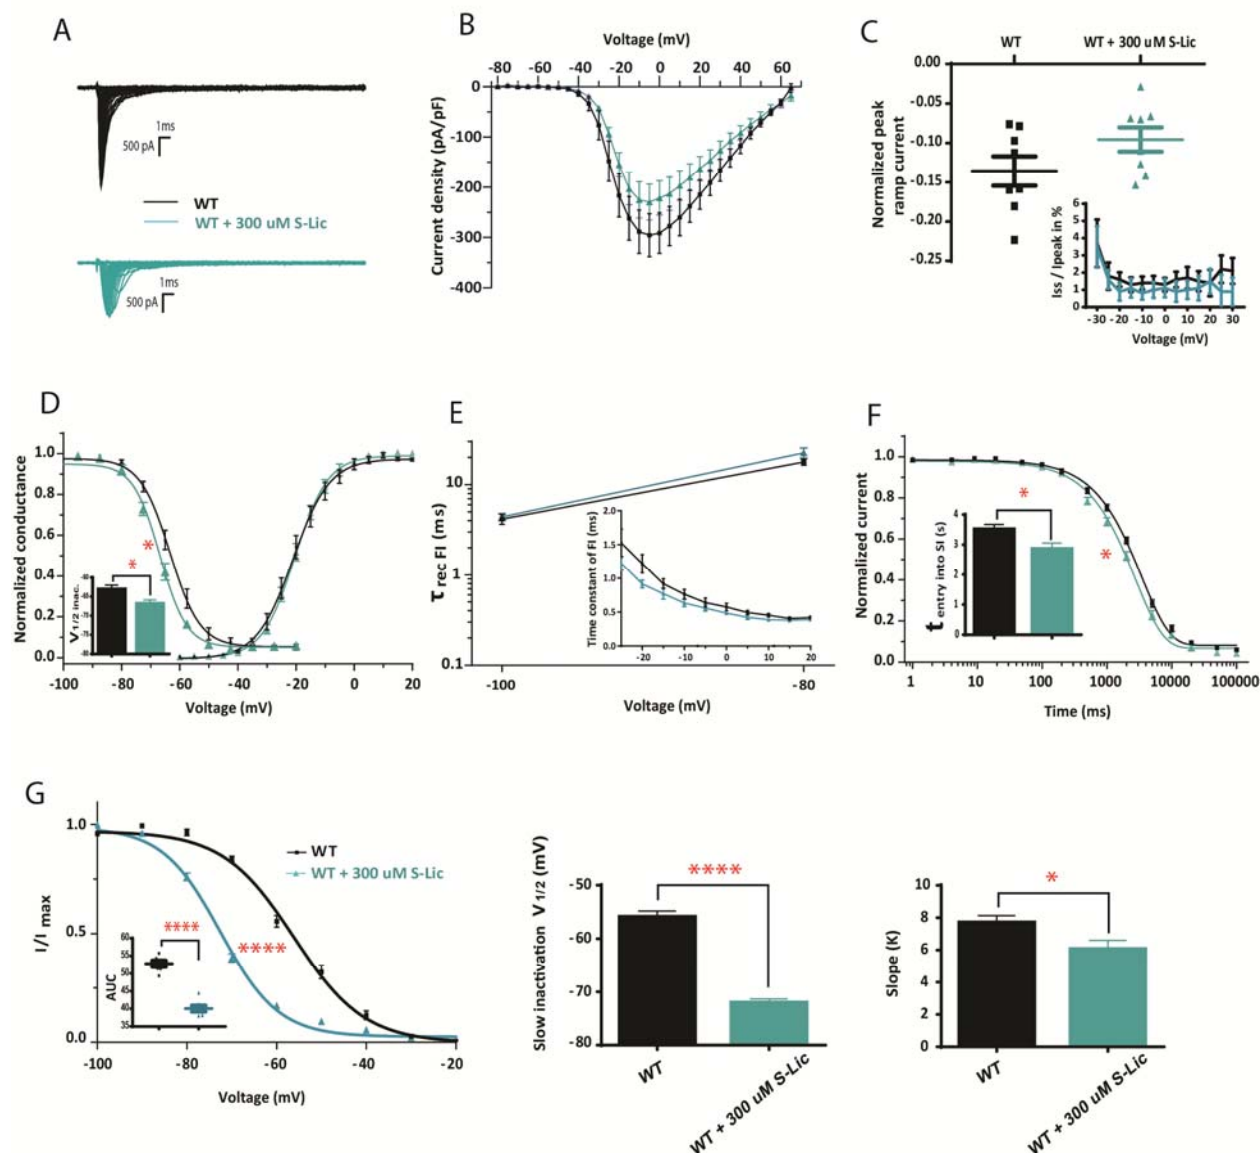 A
1ms
500 pA
WT
WT + 300 uM S-Lic
1ms
500 pA
B
Voltage (mV)
-80 -60 -40 -20 0 20 40 60
0
-100
-200
-300
-400
Current density (pA/pF)
C
WT
WT + 300 uM S-Lic
0.00
-0.05
-0.10
-0.15
-0.20
-0.25
Normalized peak
ramp current
Iss / Ipeak in %
6
5
4
3
2
1
0
-30 -20 -10 0 10 20 30
Voltage (mV)
D
Normalized conductance
1.0
0.8
0.6
0.4
0.2
0.0
*
*
V1/2 inac.
-100 -80 -60 -40 -20 0 20
Voltage (mV)
E
τrec FI (ms)
10
1
0.1
Time constant of FI (ms)
2.0
1.5
1.0
0.5
0.0
-20 -10 0 10 20
-100 -80
Voltage (mV)
F
Normalized current
1.0
0.8
0.6
0.4
0.2
0.0
*
*
τ entry into SI (s)
4
3
2
1
0
1 10 100 1000 10000 100000
Time (ms)
G
I/Imax
1.0
0.5
0.0
WT
WT + 300 uM S-Lic
****
****
AUC
60
55
50
45
40
35
-100 -80 -60 -40 -20
Voltage (mV)
Slow inactivation V1/2 (mV)
-50
-60
-70
-80
****
WT
WT + 300 uM S-Lic
Slope (K)
10
8
6
4
2
0
*
WT
WT + 300 uM S-Lic